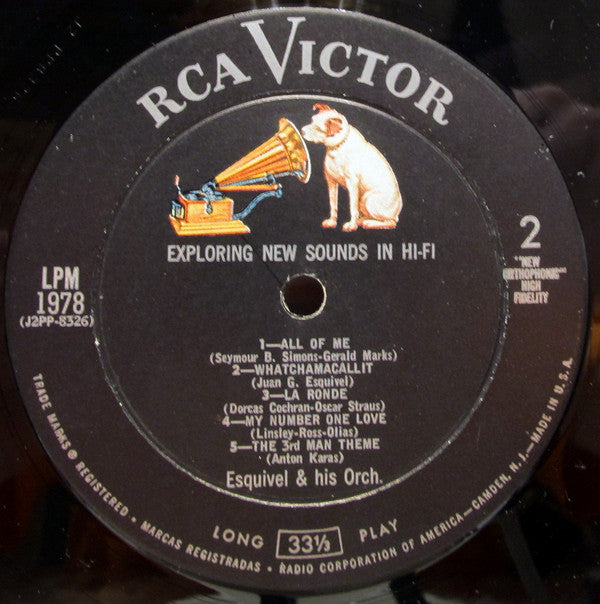 RCA VICTOR
EXPLORING NEW SOUNDS IN HI-FI
2
"NEW
ORTHOPHONIC"
HIGH
FIDELITY
LPM
1978
(J2PP-8326)
1—ALL OF ME
(Seymour B. Simons-Gerald Marks)
2—WHATCHAMACALLIT
(Juan G. Esquivel)
3—LA RONDE
(Dorcas Cochran-Oscar Straus)
4—MY NUMBER ONE LOVE
(Linsley-Ross-Olias)
5—THE 3rd MAN THEME
(Anton Karas)
Esquivel & his Orch.
LONG 33⅓ PLAY
TRADE MARKS ® REGISTERED • MARCAS REGISTRADAS • RADIO CORPORATION OF AMERICA—CAMDEN, N. J.—MADE IN U.S.A.